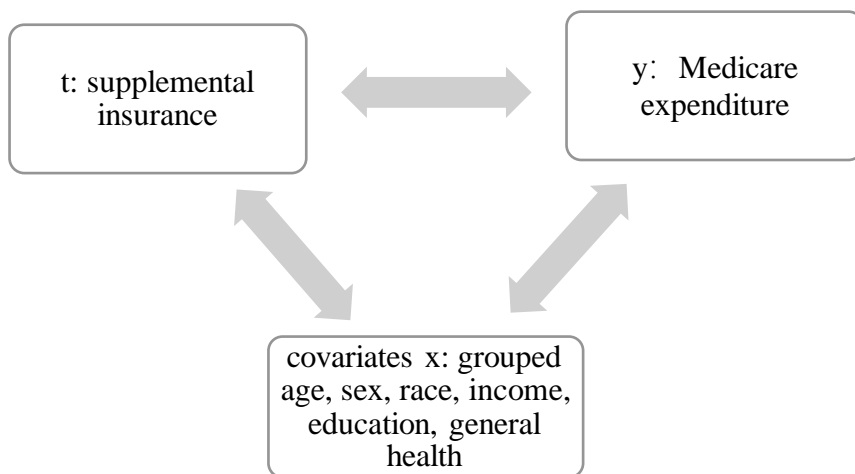 t: supplemental
insurance
y: Medicare
expenditure
covariates x: grouped
age, sex, race, income,
education, general
health